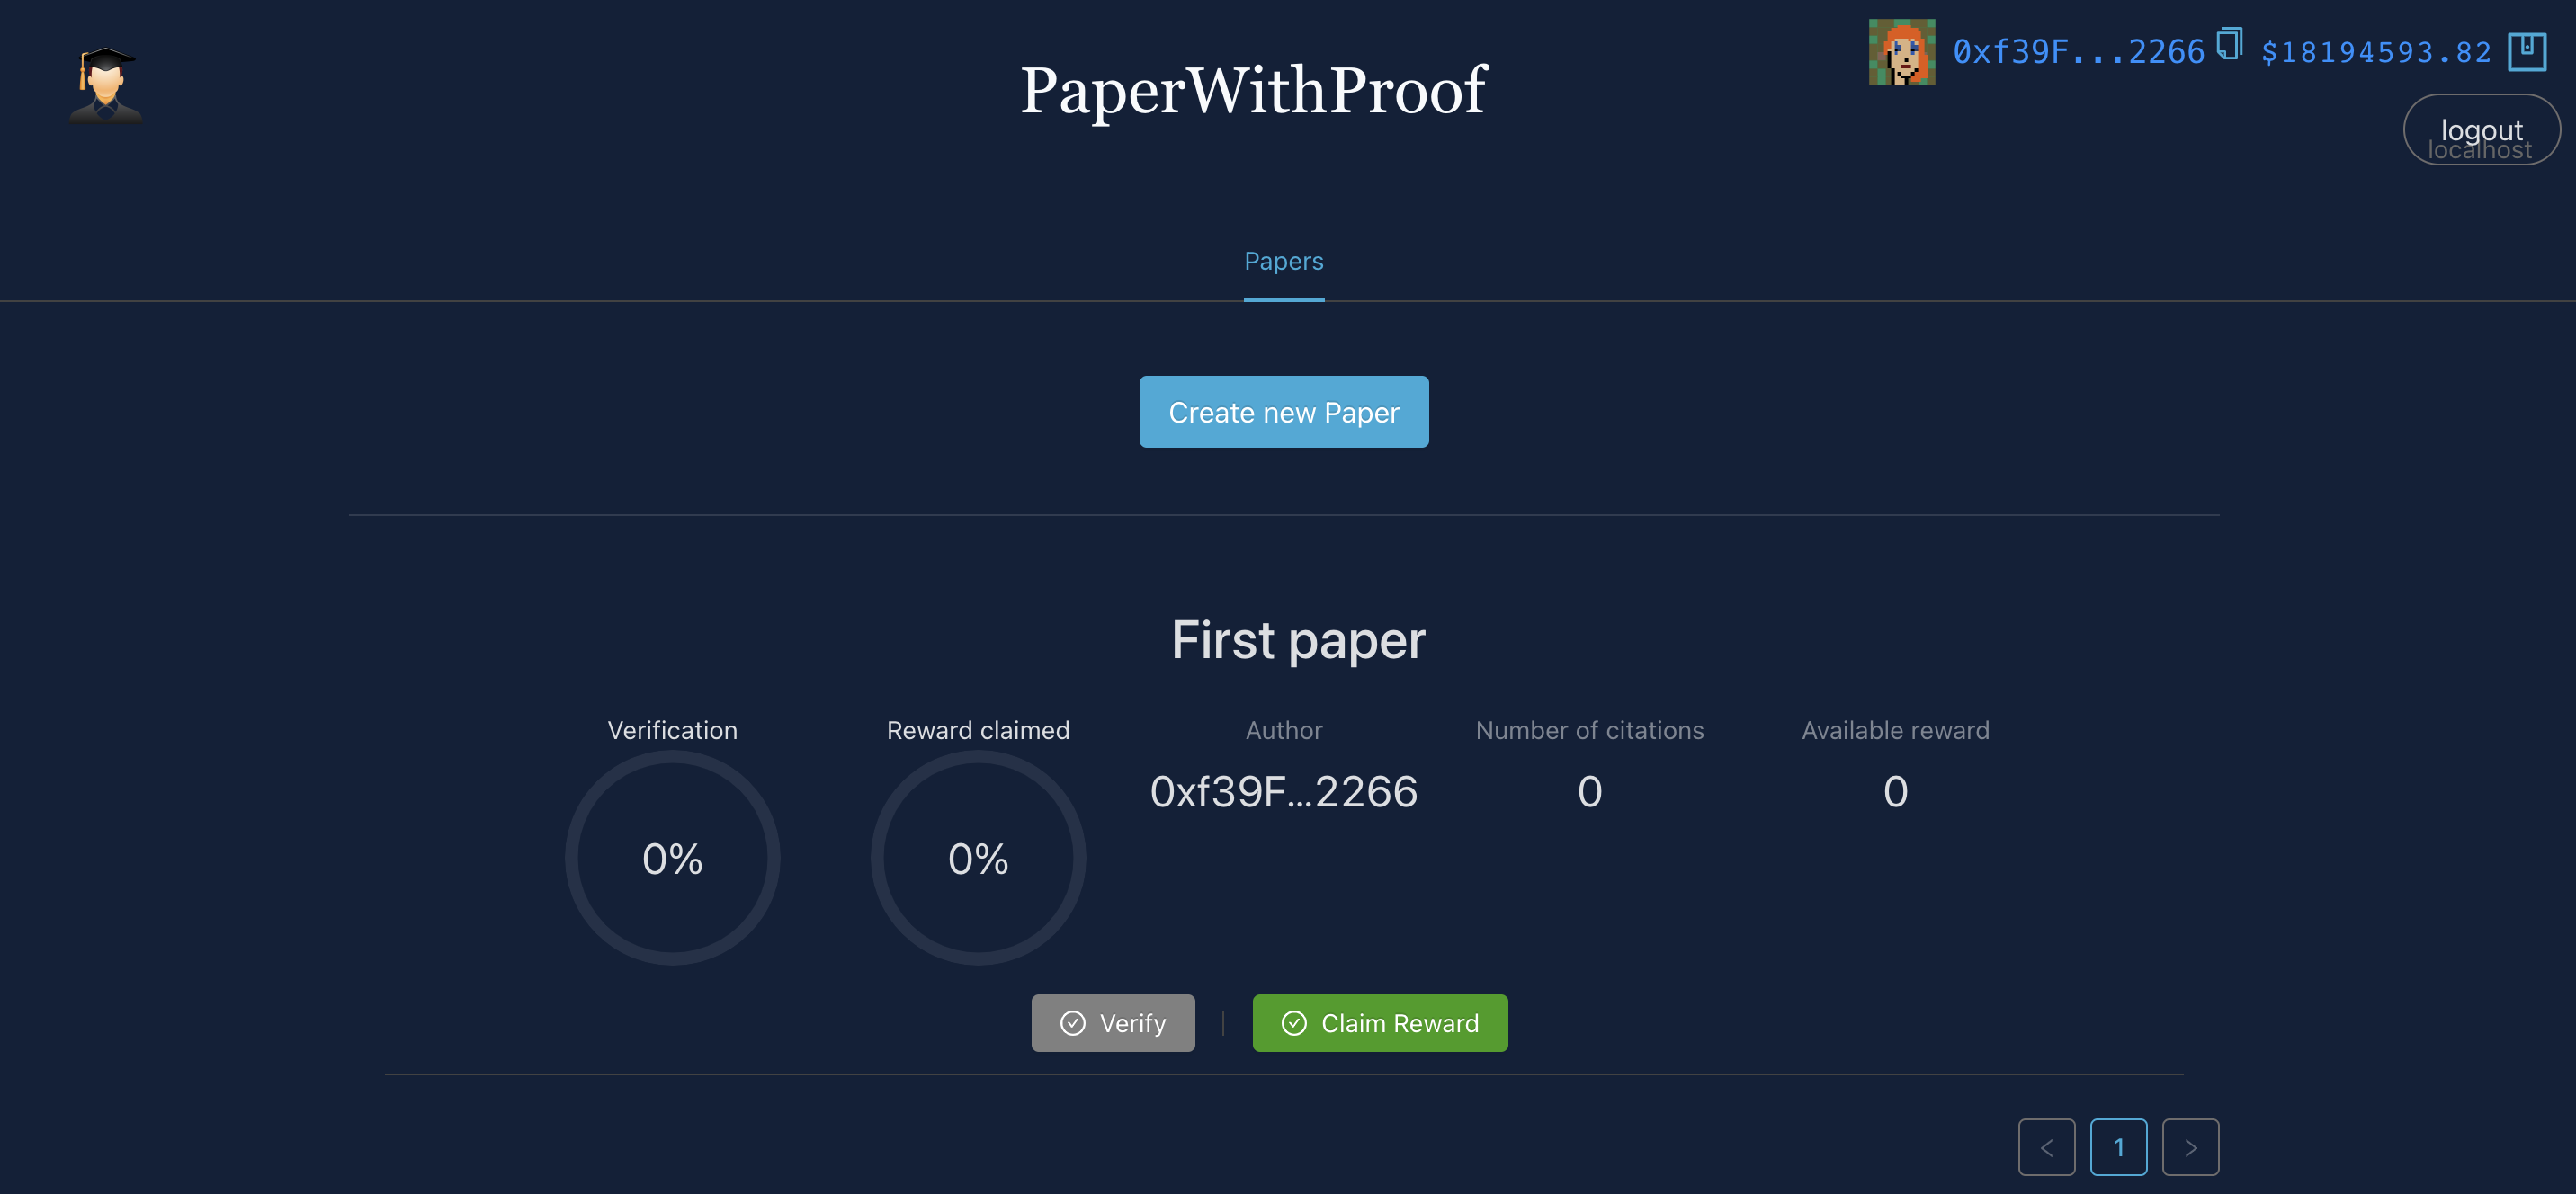 PaperWithProof
0xf39F...2266 $18194593.82
logout
localhost
Papers
Create new Paper
First paper
Verification Reward claimed Author Number of citations Available reward
0xf39F...2266 0 0
0% 0%
Verify Claim Reward
< 1 >